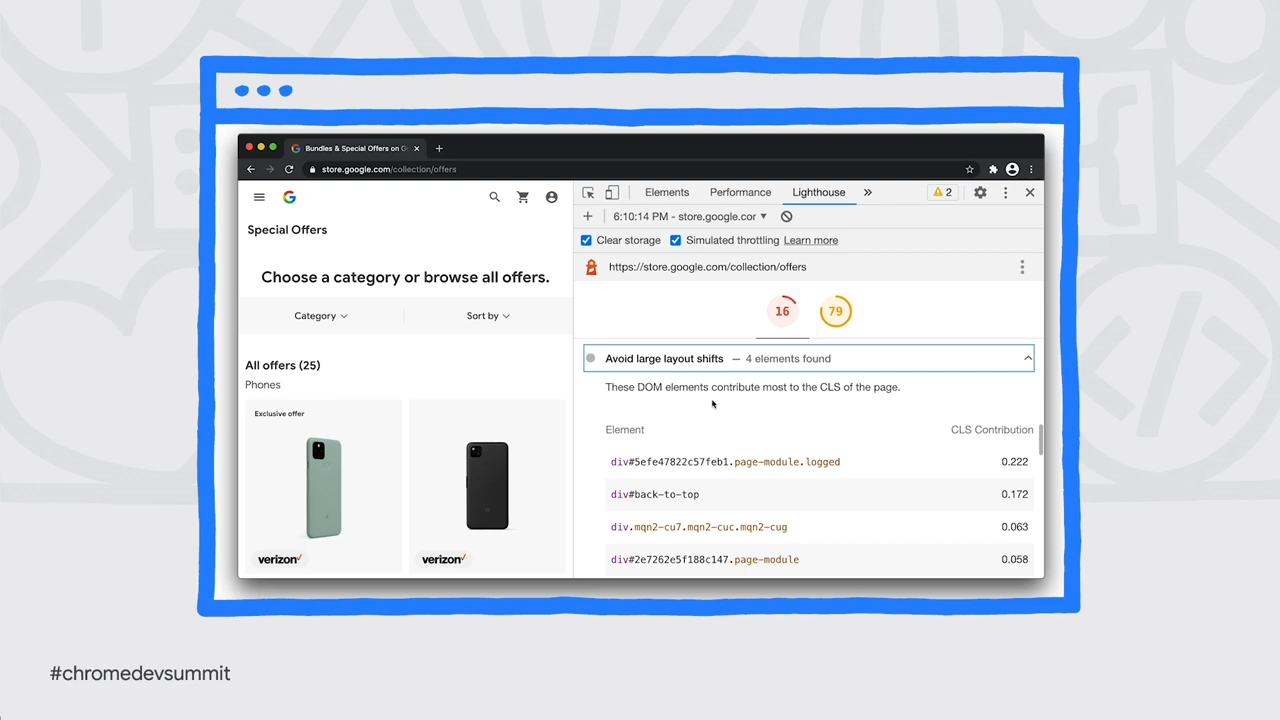 Bundles & Special Offers on G
store.google.com/collection/offers
Special Offers
Choose a category or browse all offers.
Category
Sort by
All offers (25)
Phones
Exclusive offer
verizon
verizon
Elements
Performance
Lighthouse
»
2
6:10:14 PM - store.google.cor
Clear storage
Simulated throttling
Learn more
https://store.google.com/collection/offers
16
79
Avoid large layout shifts — 4 elements found
These DOM elements contribute most to the CLS of the page.
Element CLS Contribution
div#5efe47822c57feb1.page-module.logged 0.222
div#back-to-top 0.172
div.mqn2-cu7.mqn2-cuc.mqn2-cug 0.063
div#2e7262e5f188c147.page-module 0.058
#chromedevsummit